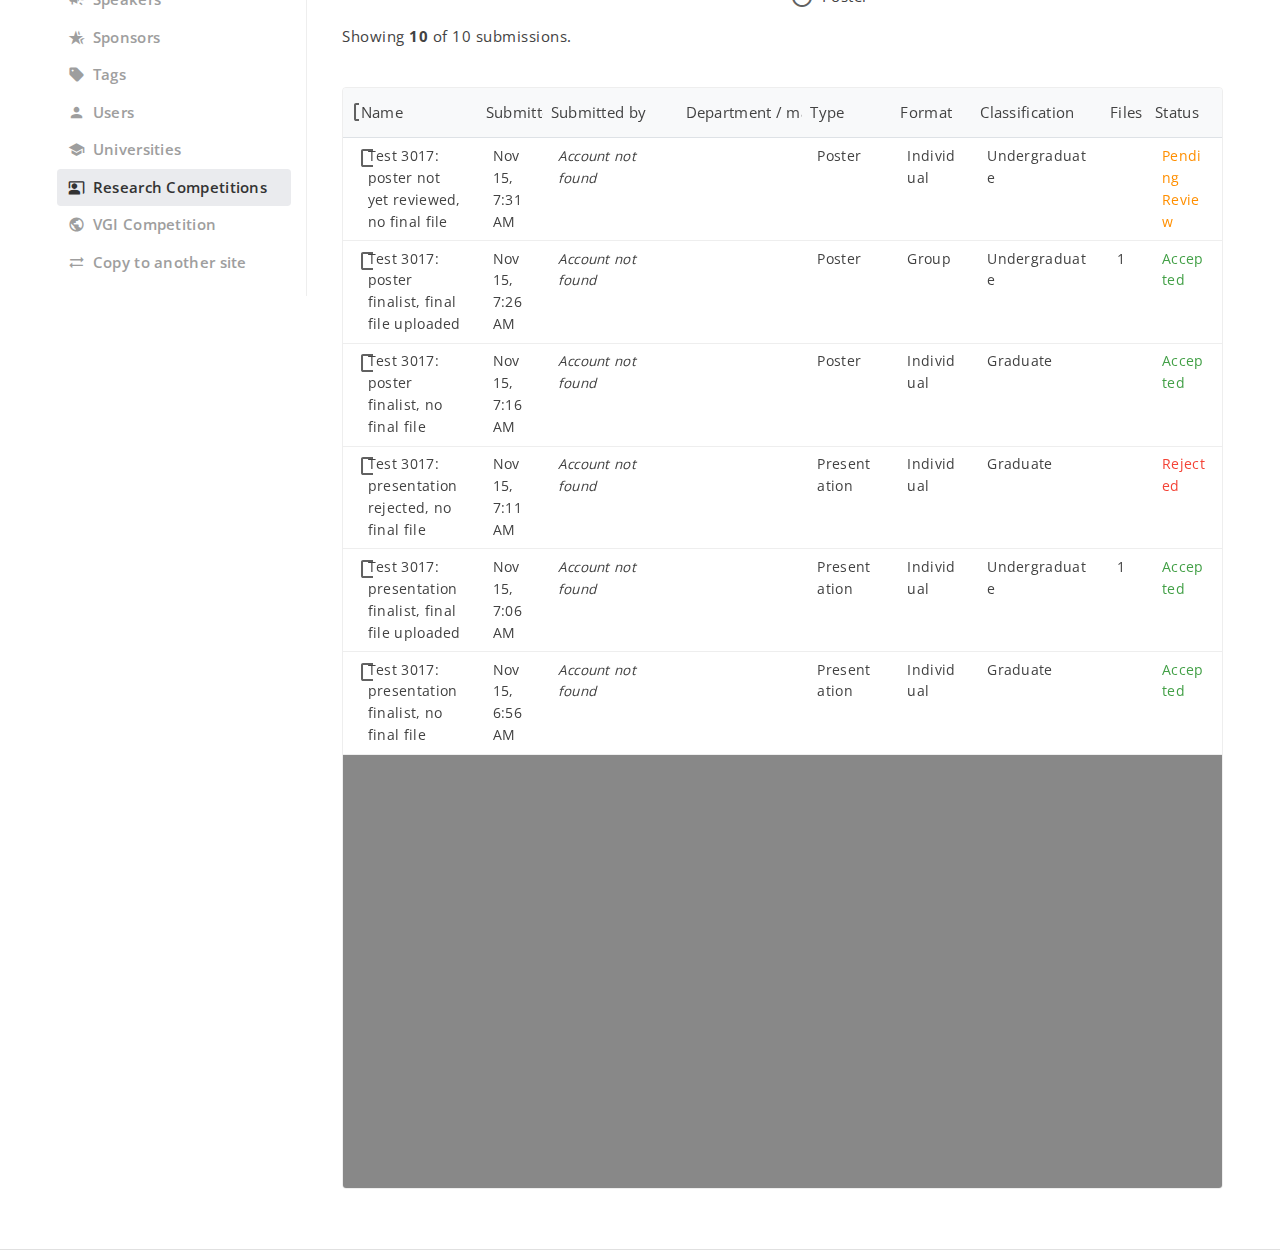 Sponsors
Tags
Users
Universities
Research Competitions
VGI Competition
Copy to another site
Showing 10 of 10 submissions.
Name Submitt Submitted by Department / Type Format Classification Files Status
Test 3017: Nov Account not Poster Individ Undergraduat Pendi
poster not 15, found ual e ng
yet reviewed, 7:31 Revie
no final file AM w
Test 3017: Nov Account not Poster Group Undergraduat 1 Accep
poster 15, found e ted
finalist, final 7:26
file uploaded AM
Test 3017: Nov Account not Poster Individ Graduate Accep
poster 15, found ual ted
finalist, no 7:16
final file AM
Test 3017: Nov Account not Present Individ Graduate Reject
presentation 15, found ation ual ed
rejected, no 7:11
final file AM
Test 3017: Nov Account not Present Individ Undergraduat 1 Accep
presentation 15, found ation ual e ted
finalist, final 7:06
file uploaded AM
Test 3017: Nov Account not Present Individ Graduate Accep
presentation 15, found ation ual ted
finalist, no 6:56
final file AM